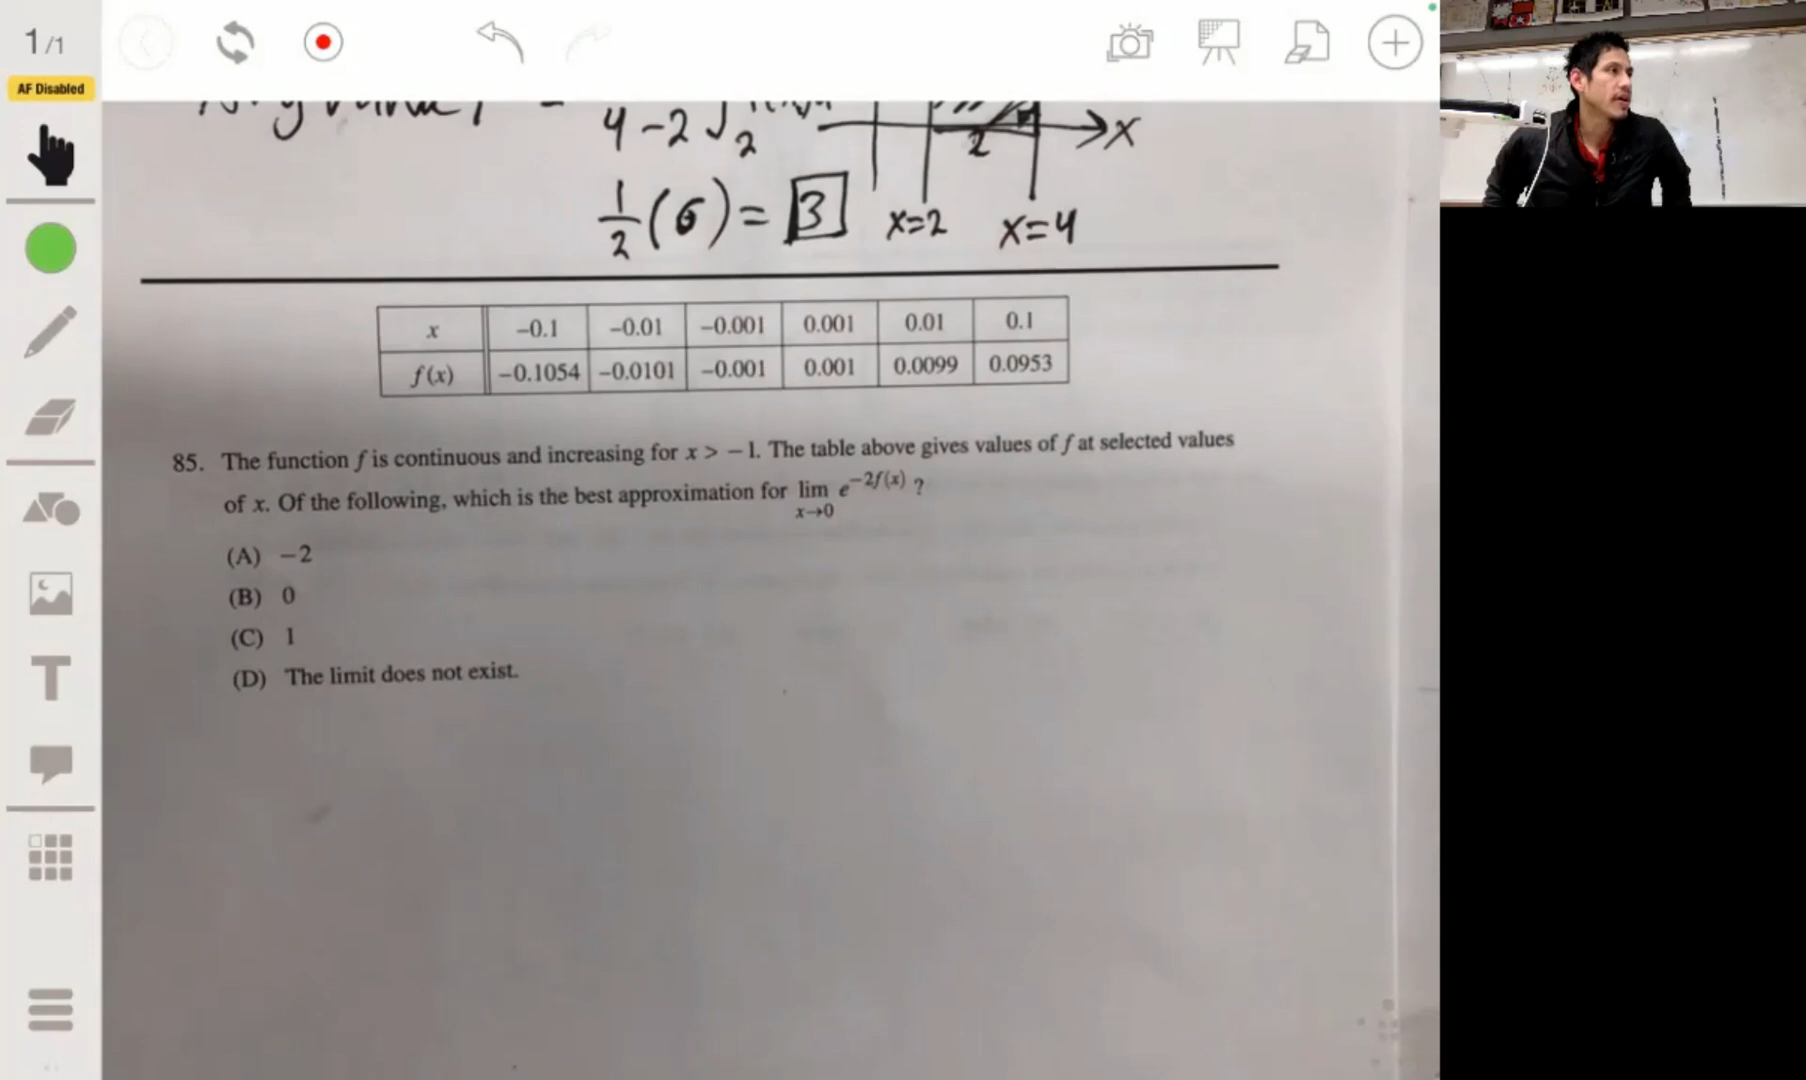 1/1
AF Disabled
4-2 2
2
x
1/2 (6) = 3 x=2 x=4
x -0.1 -0.01 -0.001 0.001 0.01 0.1
f(x) -0.1054 -0.0101 -0.001 0.001 0.0099 0.0953
85. The function f is continuous and increasing for x > -1. The table above gives values of f at selected values
of x. Of the following, which is the best approximation for lim x→0 e^-2f(x) ?
(A) -2
(B) 0
(C) 1
(D) The limit does not exist.
T